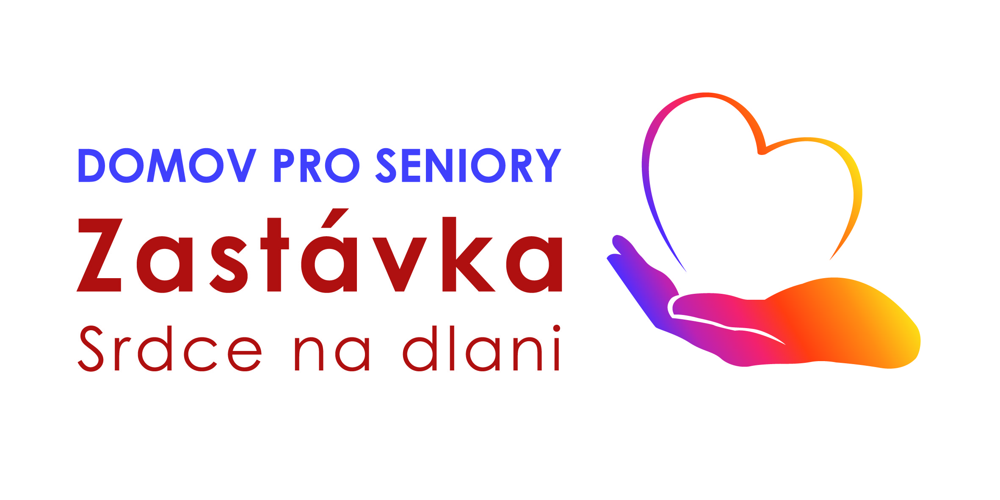 DOMOV PRO SENIORY
Zastávka
Srdce na dlani